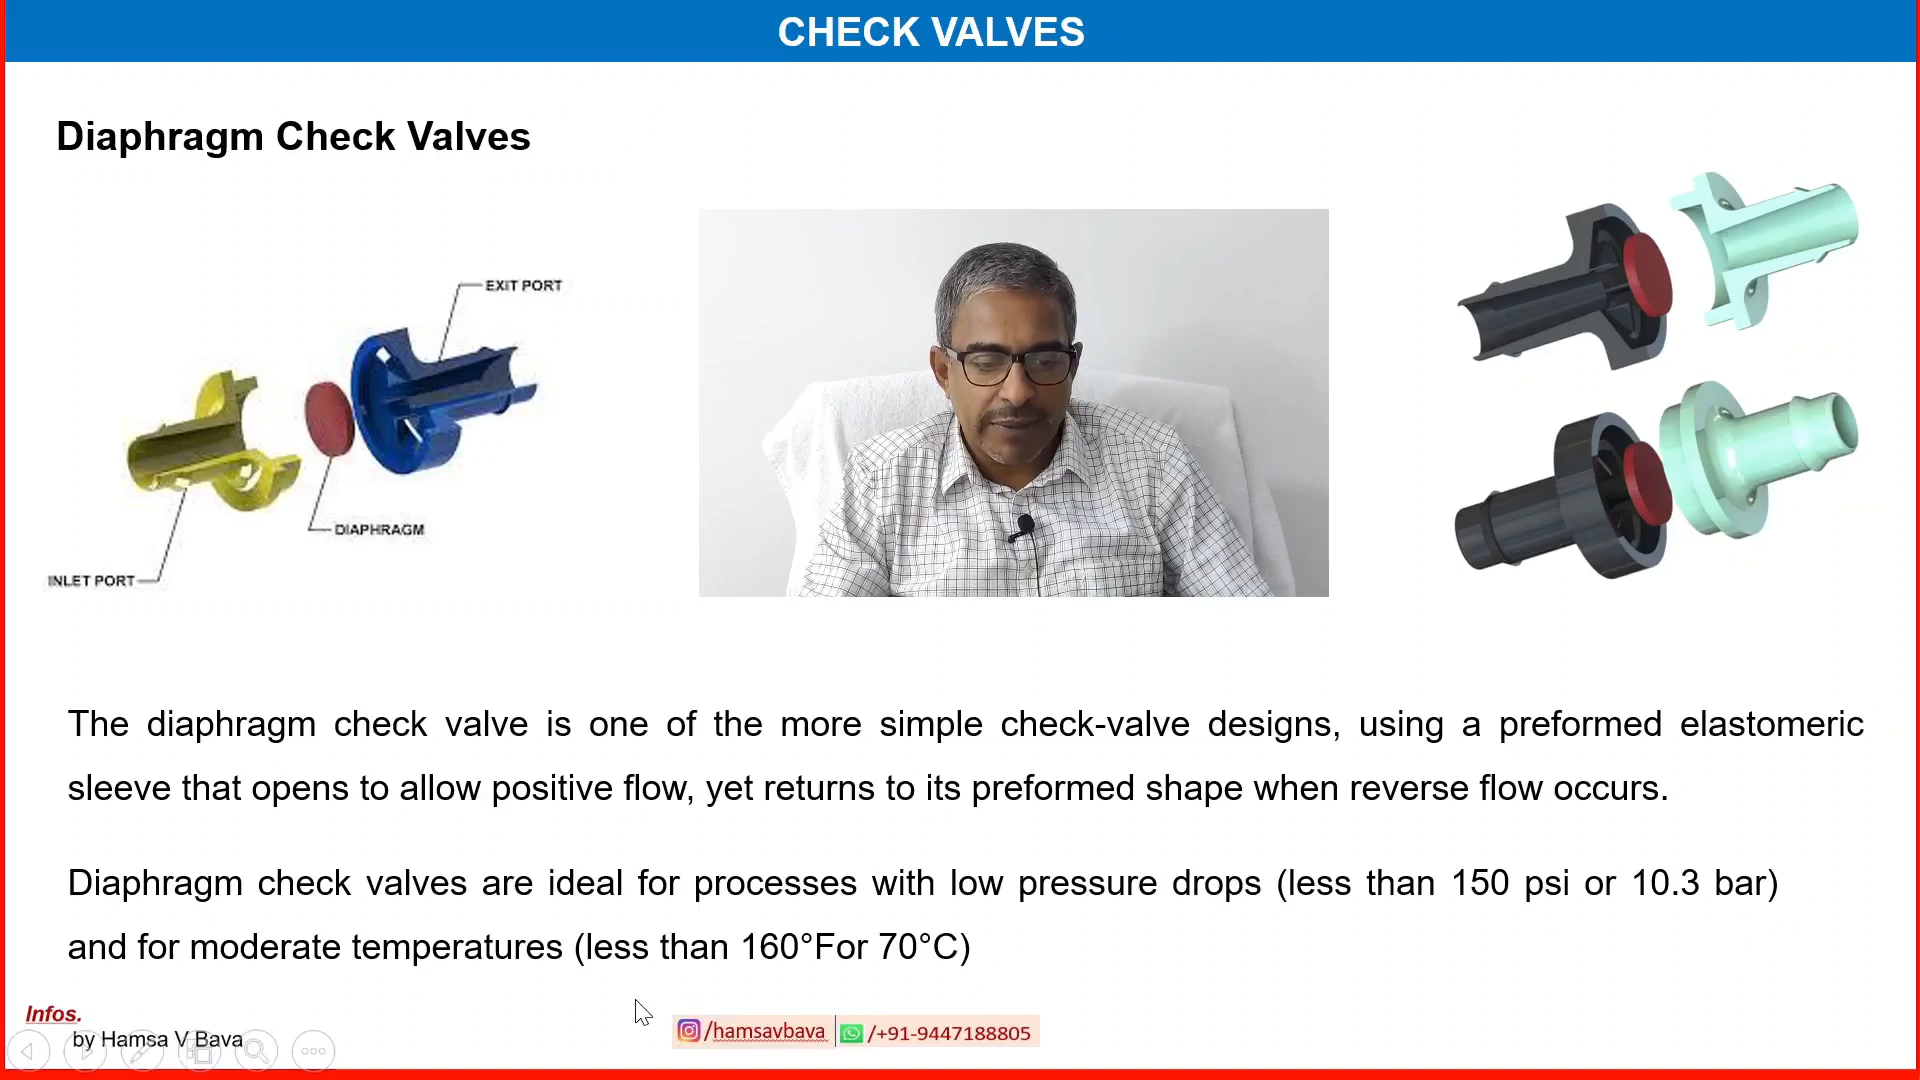 CHECK VALVES
Diaphragm Check Valves
EXIT PORT
DIAPHRAGM
INLET PORT
The diaphragm check valve is one of the more simple check-valve designs, using a preformed elastomeric
sleeve that opens to allow positive flow, yet returns to its preformed shape when reverse flow occurs.
Diaphragm check valves are ideal for processes with low pressure drops (less than 150 psi or 10.3 bar)
and for moderate temperatures (less than 160°For 70°C)
Infos.
by Hamsa V Bava
/hamsavbava /+91-9447188805